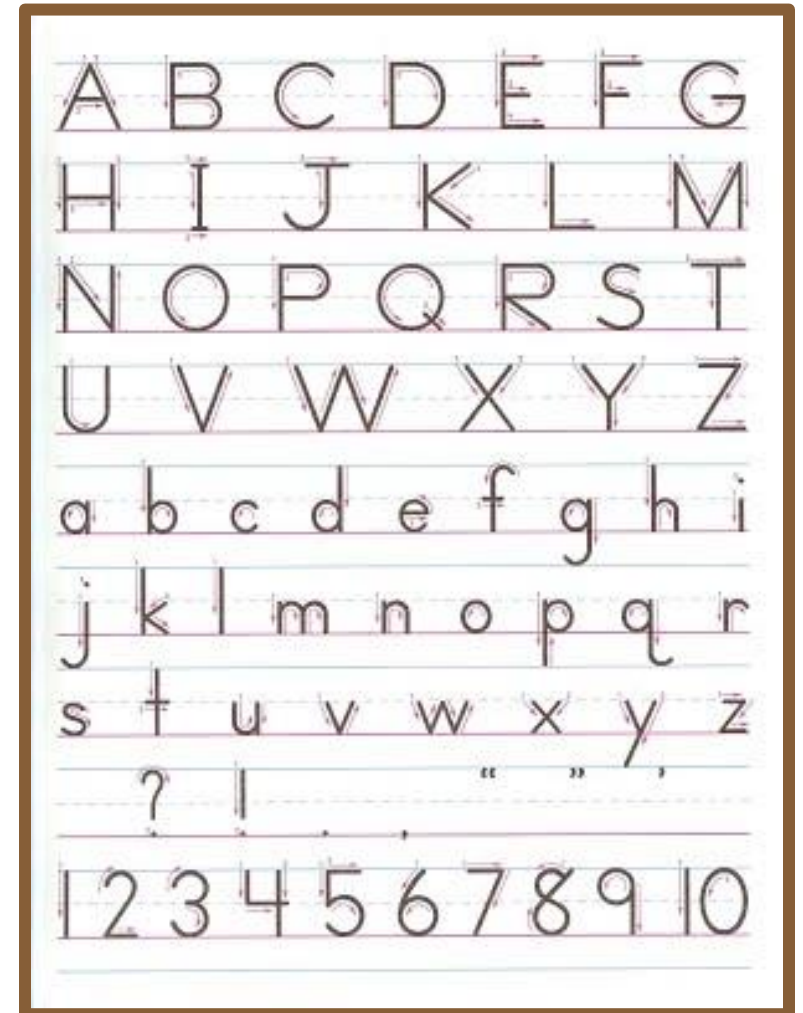 A B C D E F G
H I J K L M
N O P Q R S T
U V W X Y Z
a b c d e f g h i
j k l m n o p q r
s t u v w x y z
? ! . , “ ” ’
1 2 3 4 5 6 7 8 9 10